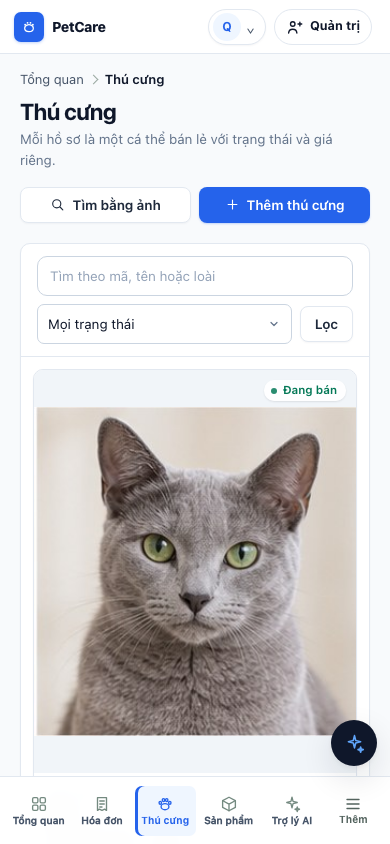 PetCare
Q
Quản trị
Tổng quan
Thú cưng
Thú cưng
Mỗi hồ sơ là một cá thể bán lẻ với trạng thái và giá
riêng.
Tìm bằng ảnh
Thêm thú cưng
Tìm theo mã, tên hoặc loài
Mọi trạng thái
Lọc
Đang bán
Tổng quan
Hóa đơn
Thú cưng
Sản phẩm
Trợ lý AI
Thêm